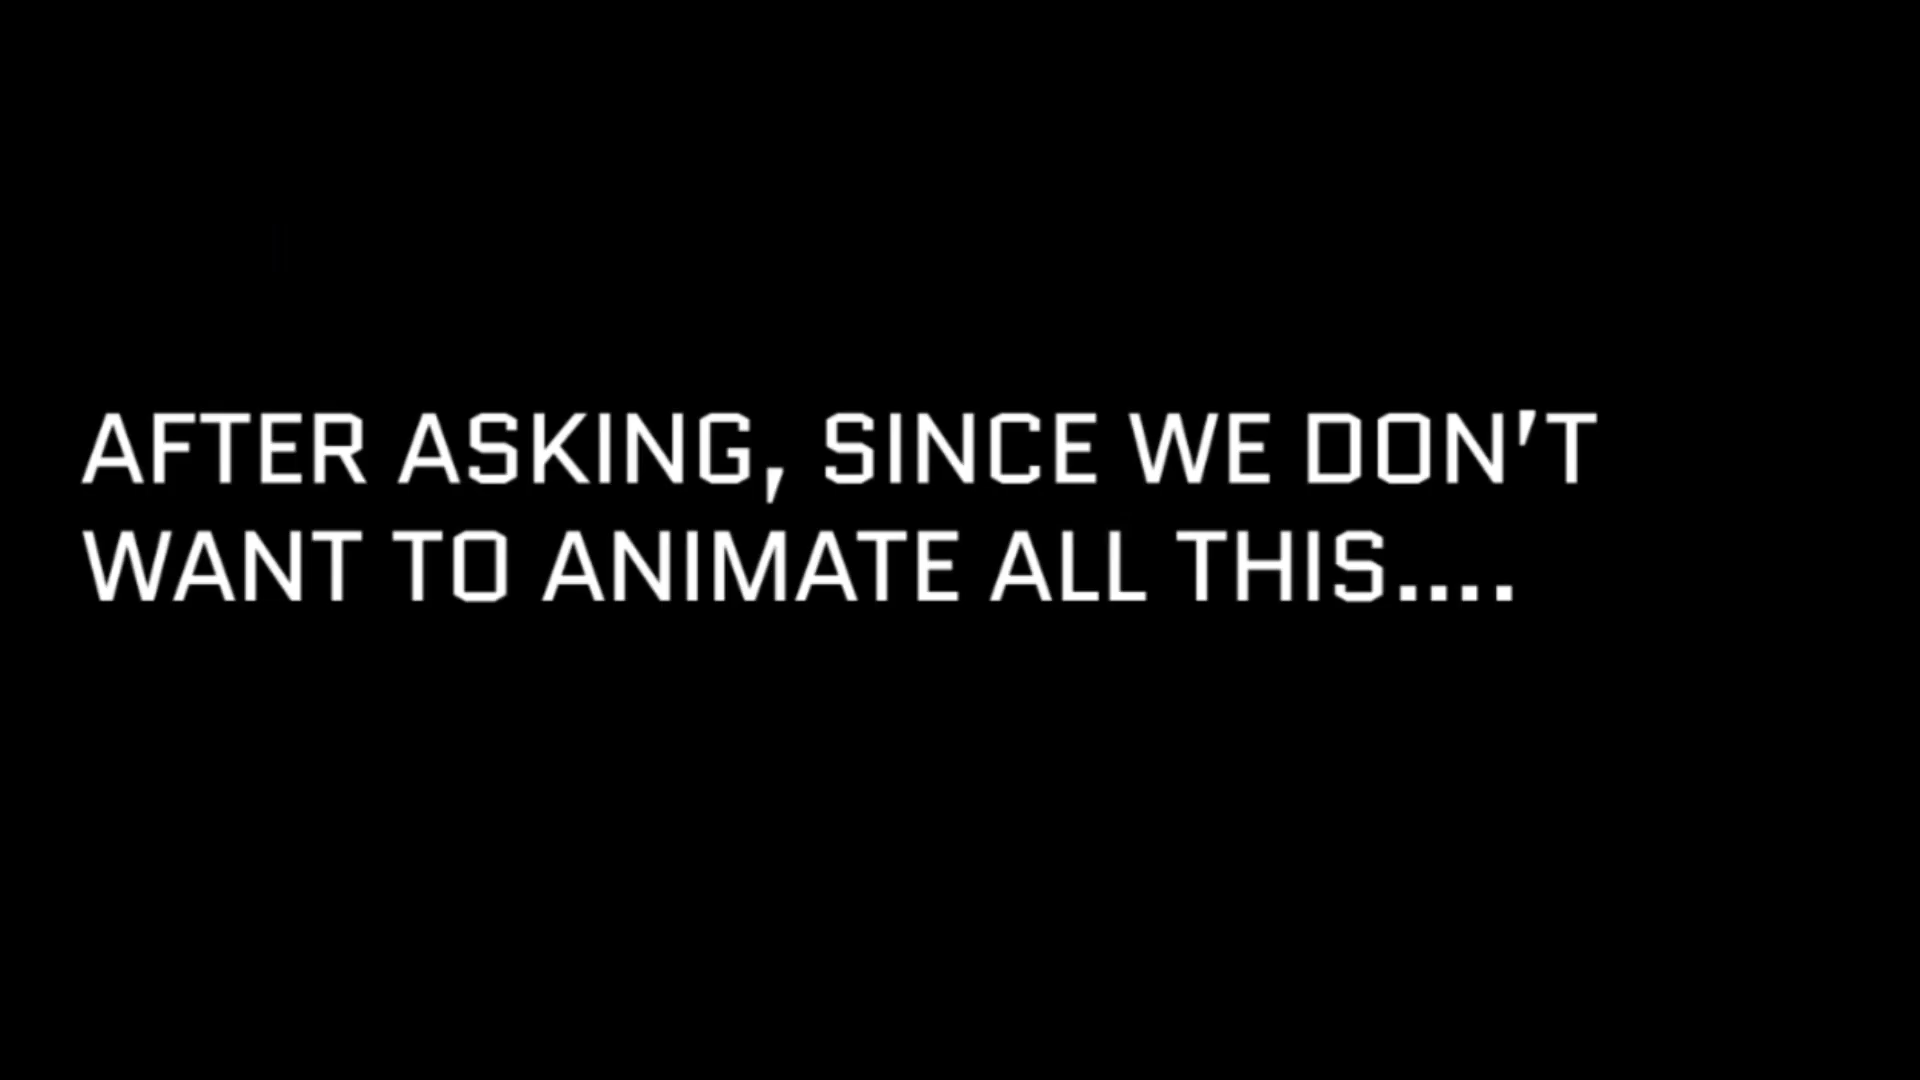 AFTER ASKING, SINCE WE DON'T
WANT TO ANIMATE ALL THIS....